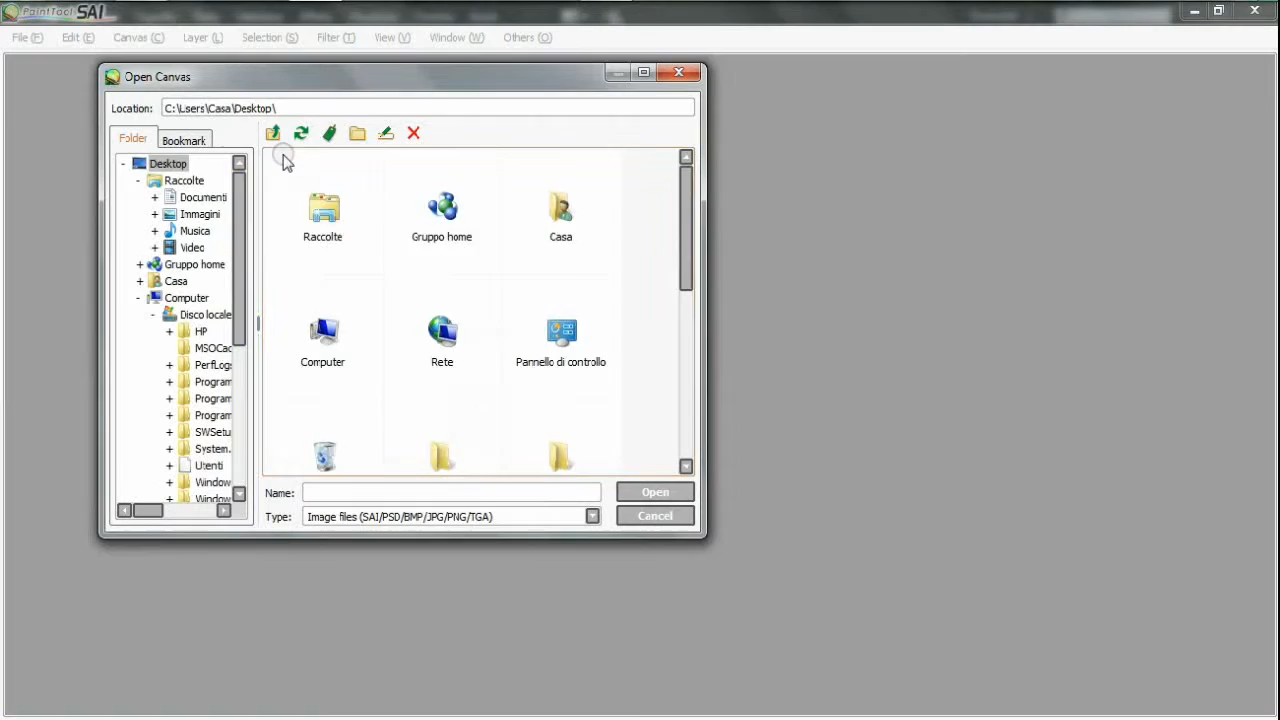 PaintTool SAI
File (F) Edit (E) Canvas (C) Layer (L) Selection (S) Filter (T) View (V) Window (W) Others (O)
Open Canvas
Location: C:\Users\Casa\Desktop\
Folder Bookmark
Desktop
Raccolte
Documenti
Immagini
Musica
Video
Gruppo home
Casa
Computer
Disco locale
HP
MSOCac
PerfLogs
Program
Program
Program
SWSetu
System.
Utenti
Window
Window
Raccolte Gruppo home Casa
Computer Rete Pannello di controllo
Name: Open
Type: Image files (SAI/PSD/BMP/JPG/PNG/TGA) Cancel